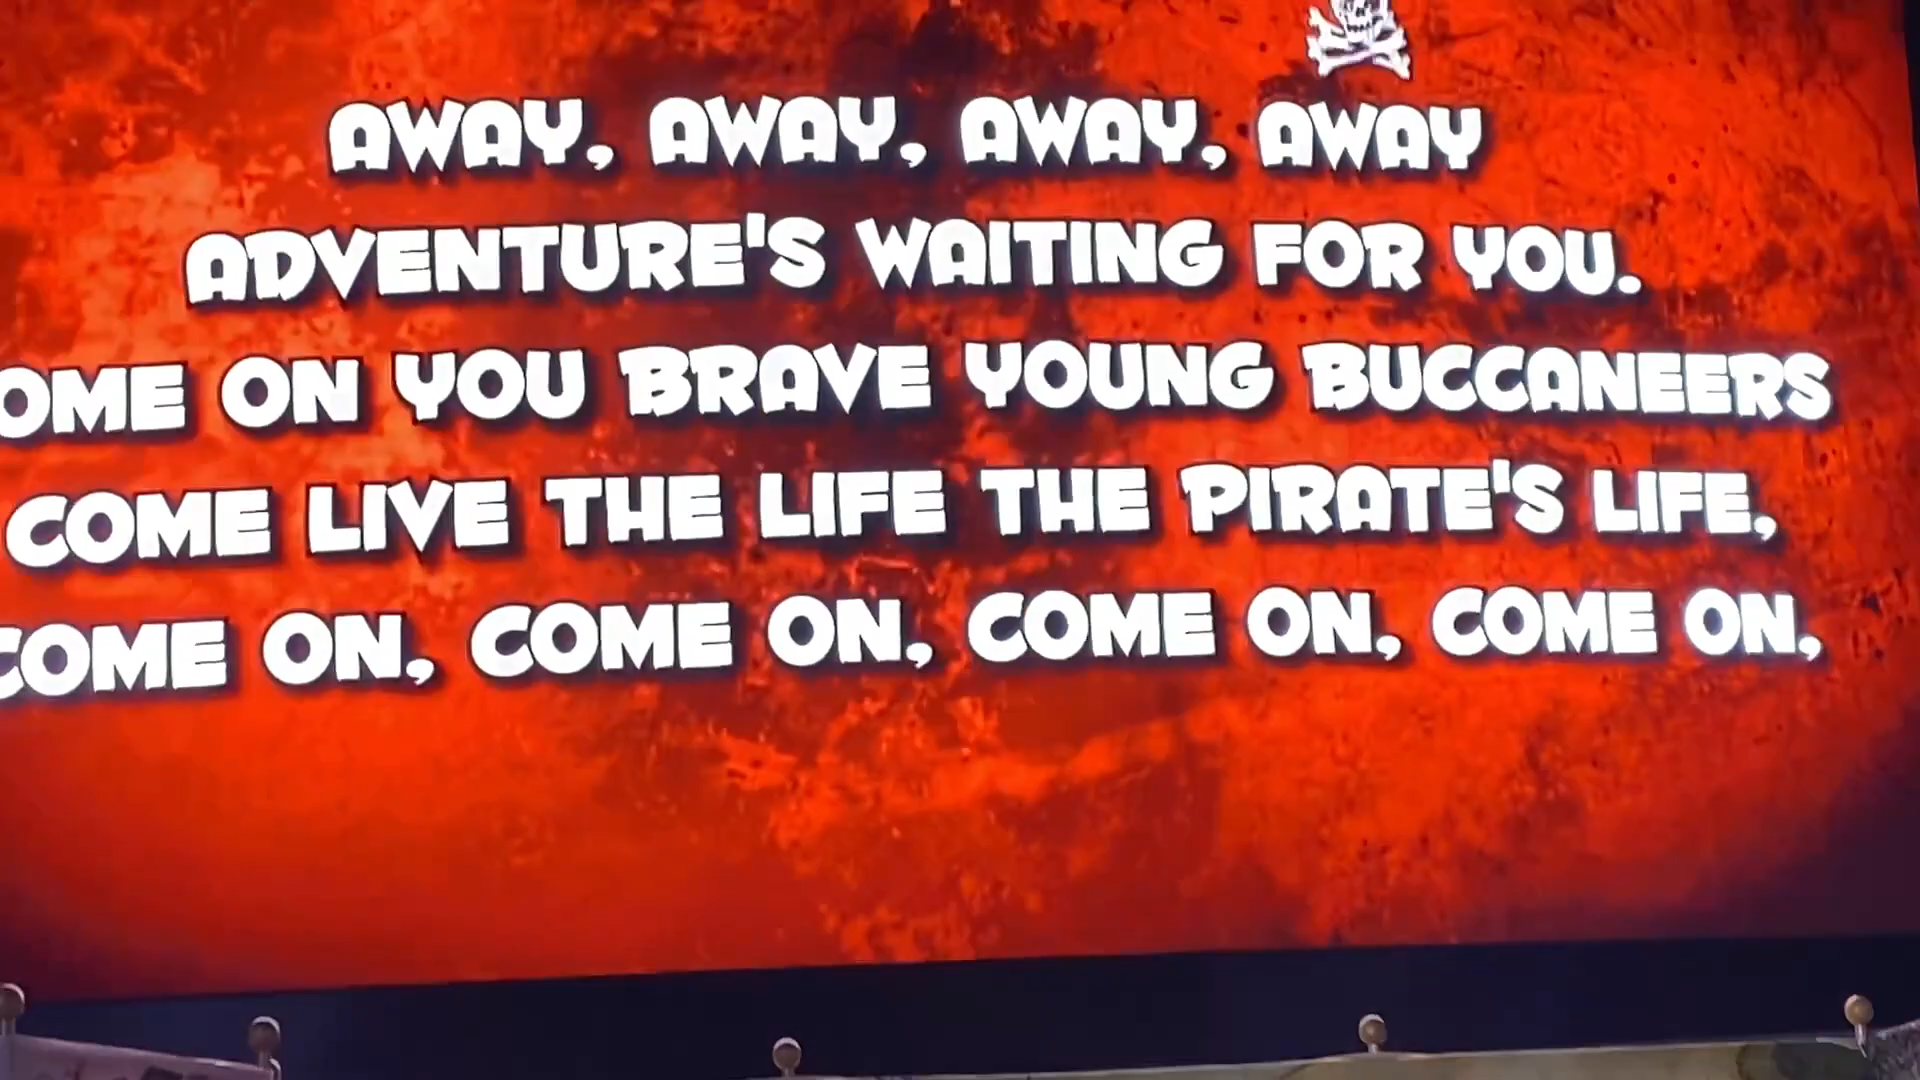 AWAY, AWAY, AWAY, AWAY
ADVENTURE'S WAITING FOR YOU.
OME ON YOU BRAVE YOUNG BUCCANEERS
COME LIVE THE LIFE THE PIRATE'S LIFE,
COME ON, COME ON, COME ON, COME ON,